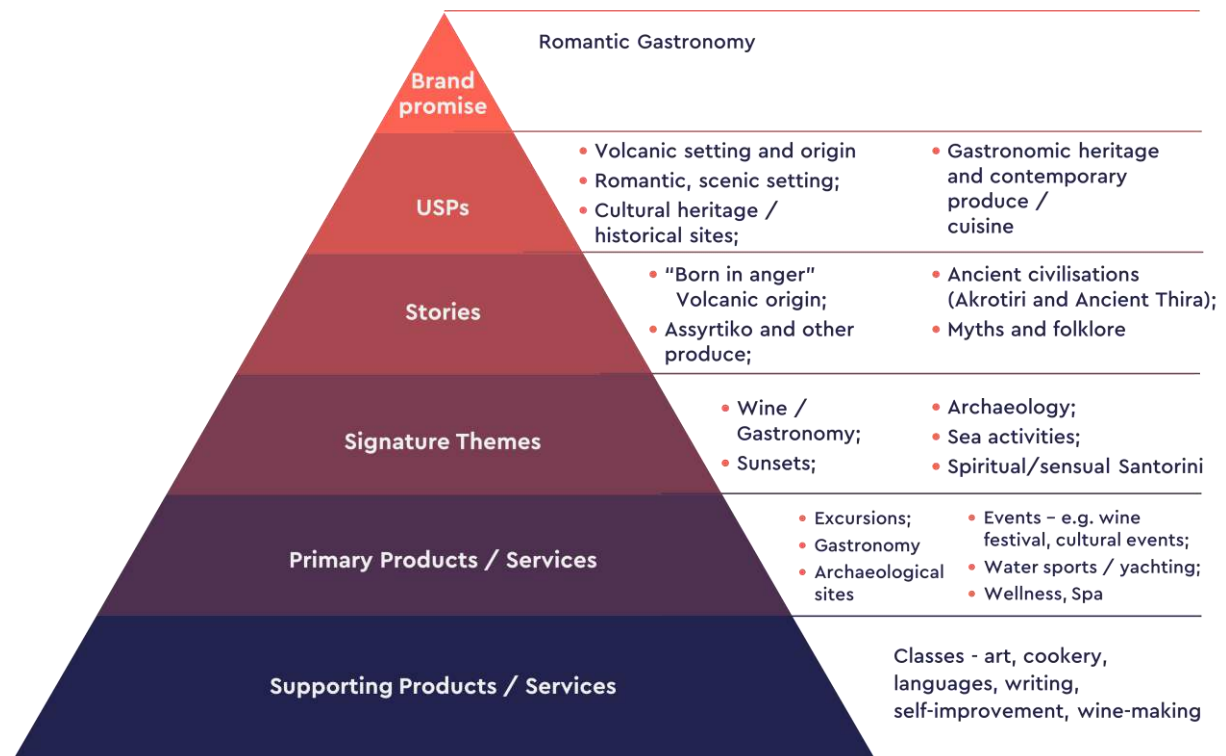 Romantic Gastronomy
Brand
promise
• Volcanic setting and origin
• Romantic, scenic setting;
• Cultural heritage /
historical sites;
• Gastronomic heritage
and contemporary
produce /
cuisine
USPs
• “Born in anger”
Volcanic origin;
• Assyrtiko and other
produce;
• Ancient civilisations
(Akrotiri and Ancient Thira);
• Myths and folklore
Stories
• Wine /
Gastronomy;
• Sunsets;
• Archaeology;
• Sea activities;
• Spiritual/sensual Santorini
Signature Themes
• Excursions;
• Gastronomy
• Archaeological
sites
• Events – e.g. wine
festival, cultural events;
• Water sports / yachting;
• Wellness, Spa
Primary Products / Services
Classes - art, cookery,
languages, writing,
self-improvement, wine-making
Supporting Products / Services